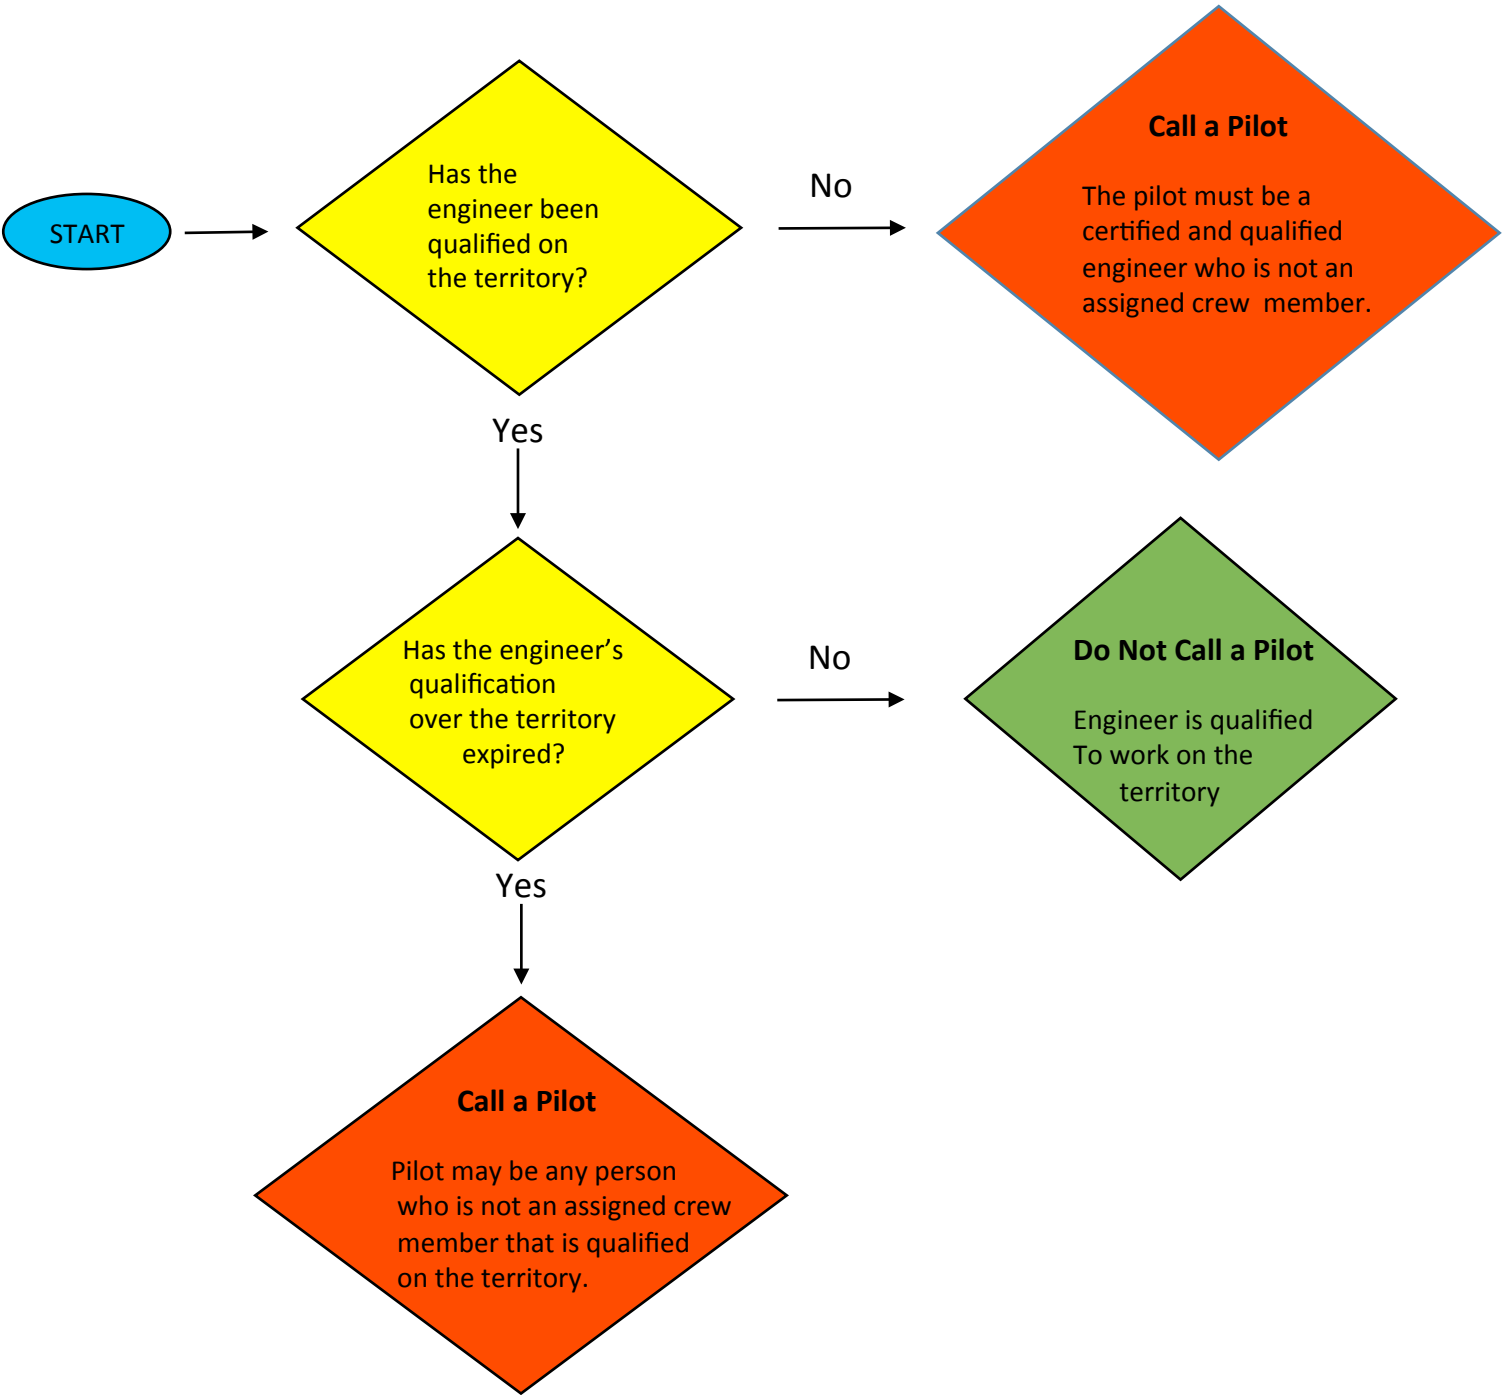 START
Has the
engineer been
qualified on
the territory?
No
Call a Pilot
The pilot must be a
certified and qualified
engineer who is not an
assigned crew member.
Yes
Has the engineer’s
qualification
over the territory
expired?
No
Do Not Call a Pilot
Engineer is qualified
To work on the
territory
Yes
Call a Pilot
Pilot may be any person
who is not an assigned crew
member that is qualified
on the territory.